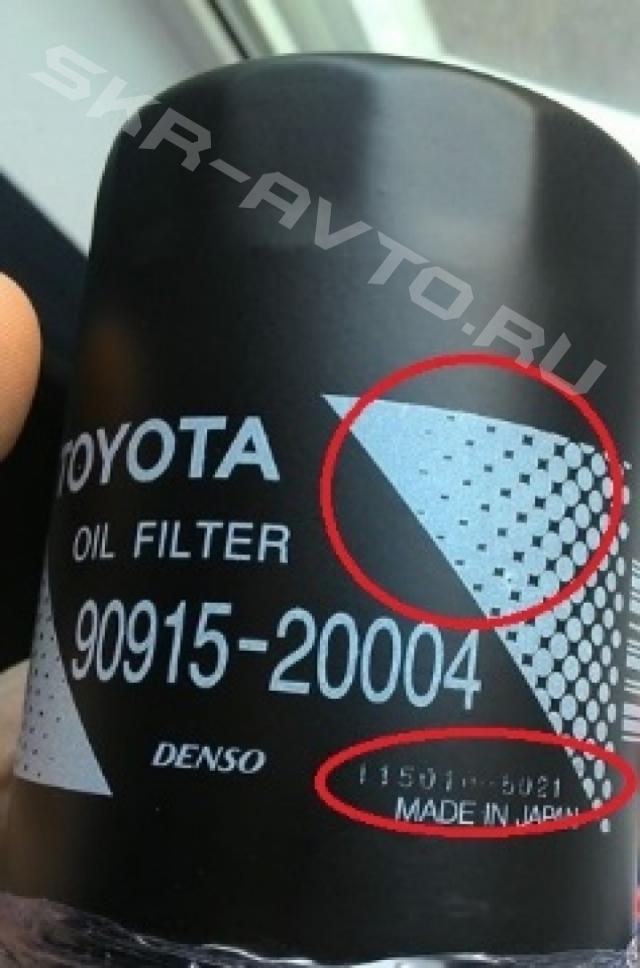 SKR-AVTO.RU
TOYOTA
OIL FILTER
90915-20004
DENSO
MADE IN JAPAN